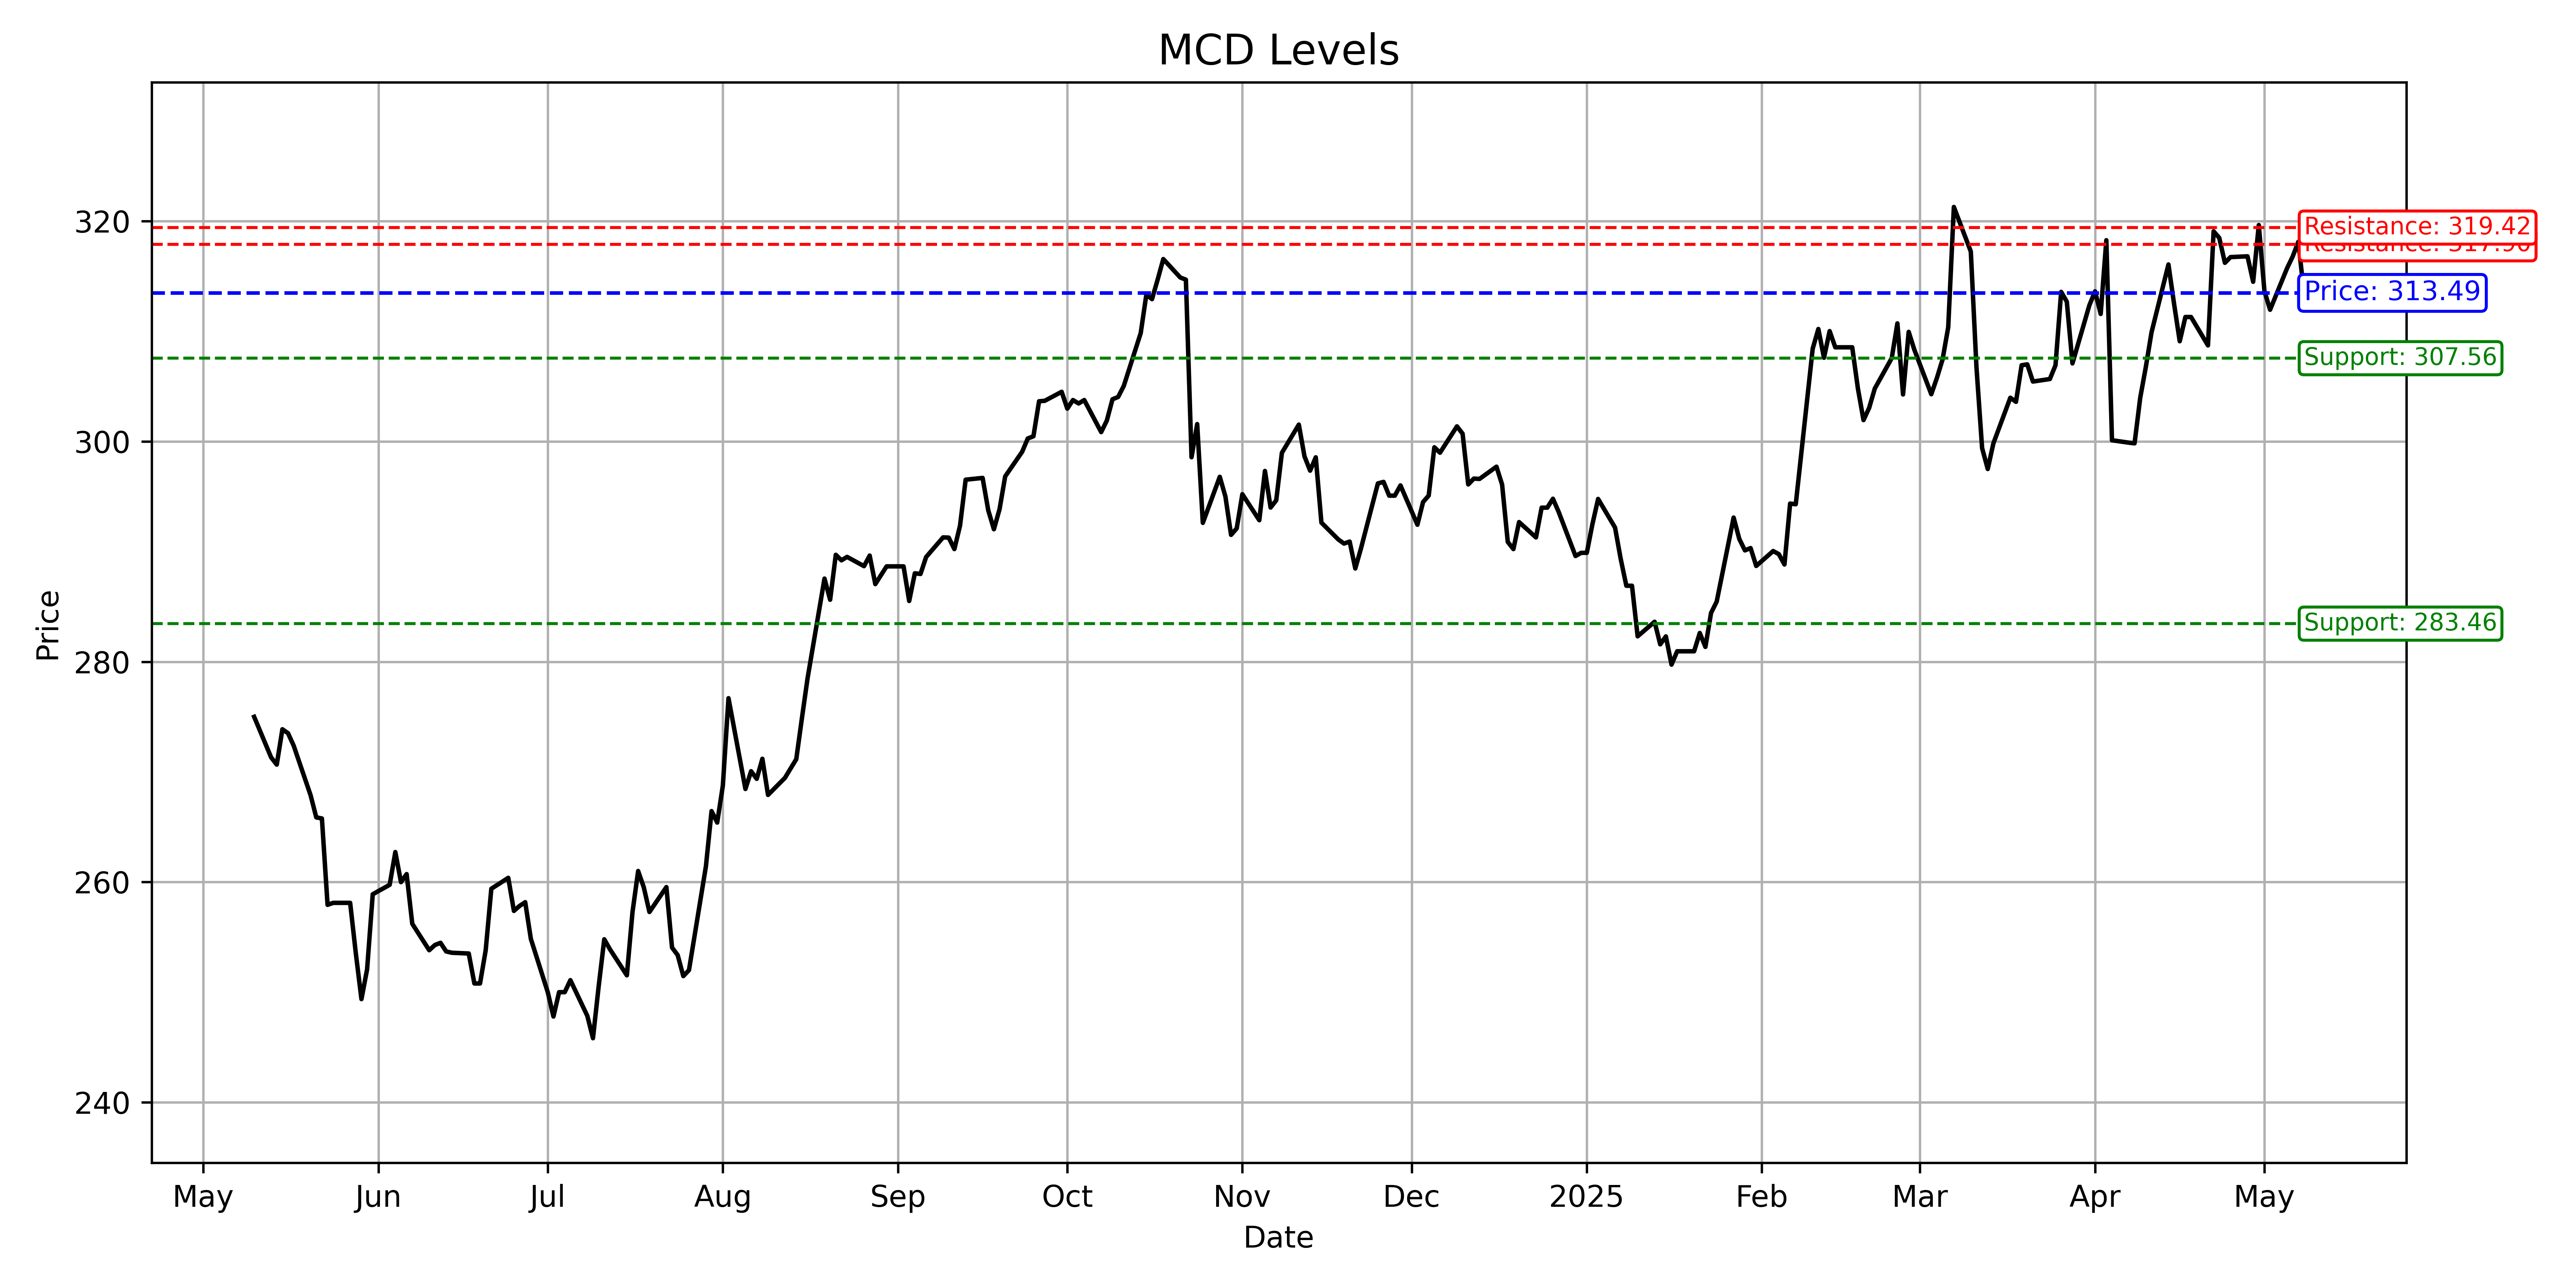 MCD Levels
320
300
280
260
240
Price
Resistance: 319.42
Resistance:
Price: 313.49
Support: 307.56
Support: 283.46
May Jun Jul Aug Sep Oct Nov Dec 2025 Feb Mar Apr May
Date